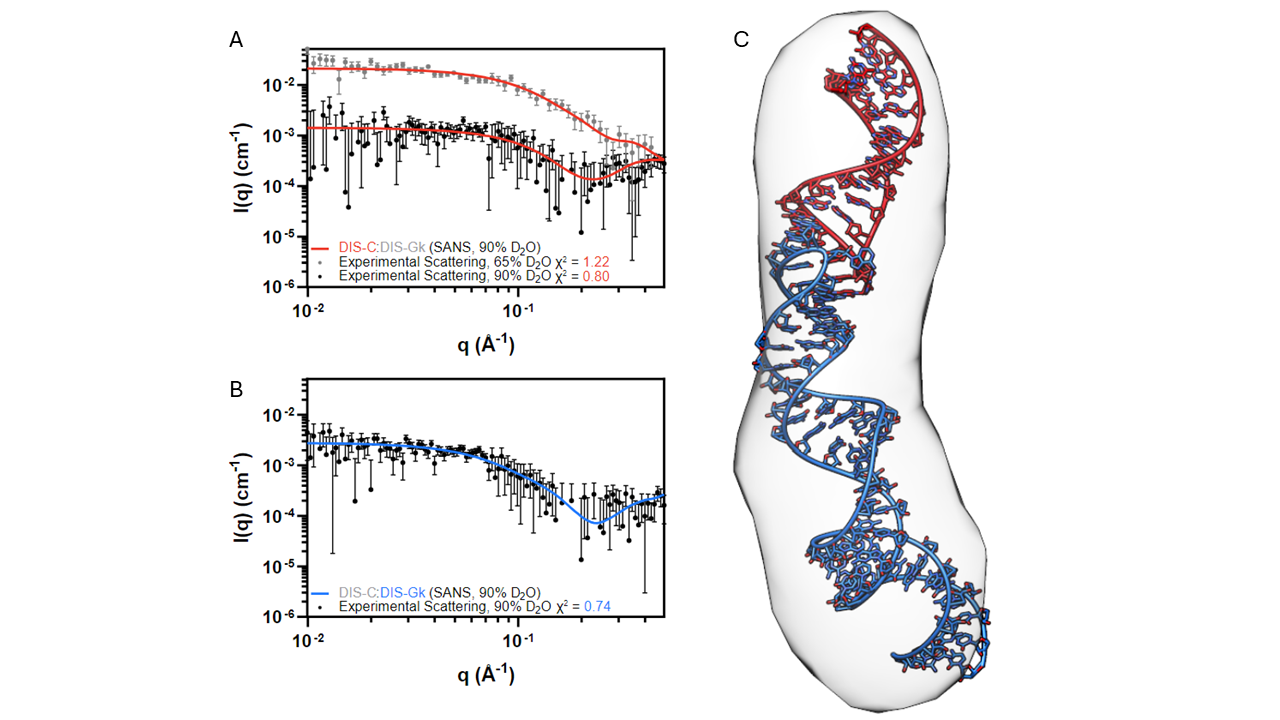 A
I(q) (cm⁻¹)
10⁻²
10⁻³
10⁻⁴
10⁻⁵
10⁻⁶
DIS-C:DIS-Gk (SANS, 90% D₂O)
Experimental Scattering, 65% D₂O χ² = 1.22
Experimental Scattering, 90% D₂O χ² = 0.80
10⁻² 10⁻¹
q (Å⁻¹)
B
I(q) (cm⁻¹)
10⁻²
10⁻³
10⁻⁴
10⁻⁵
10⁻⁶
DIS-C:DIS-Gk (SANS, 90% D₂O)
Experimental Scattering, 90% D₂O χ² = 0.74
10⁻² 10⁻¹
q (Å⁻¹)
C